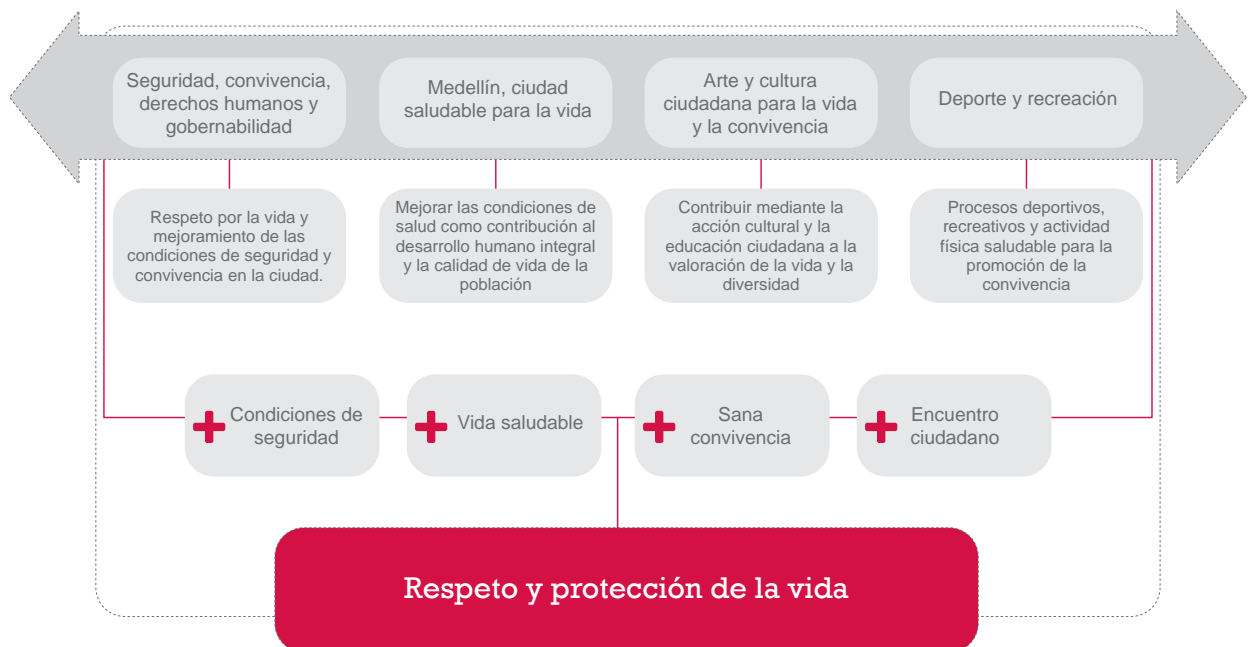 Seguridad, convivencia,
derechos humanos y
gobernabilidad
Medellín, ciudad
saludable para la vida
Arte y cultura
ciudadana para la vida
y la convivencia
Deporte y recreación
Respeto por la vida y
mejoramiento de las
condiciones de seguridad y
convivencia en la ciudad.
Mejorar las condiciones de
salud como contribución al
desarrollo humano integral
y la calidad de vida de la
población
Contribuir mediante la
acción cultural y la
educación ciudadana a la
valoración de la vida y la
diversidad
Procesos deportivos,
recreativos y actividad
física saludable para la
promoción de la
convivencia
Condiciones de
seguridad
Vida saludable
Sana
convivencia
Encuentro
ciudadano
Respeto y protección de la vida